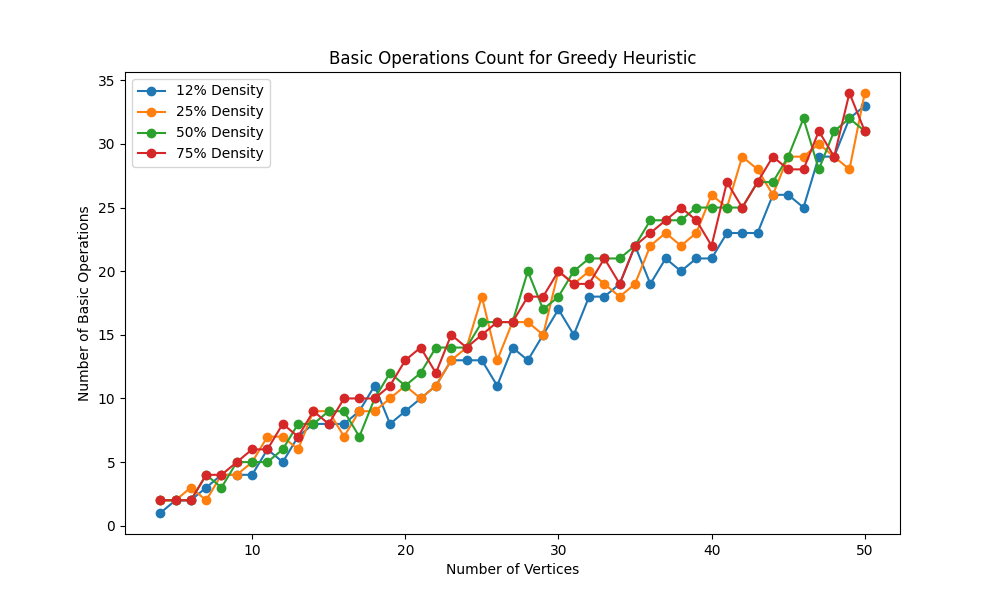 Basic Operations Count for Greedy Heuristic
12% Density
25% Density
50% Density
75% Density
Number of Basic Operations
35
30
25
20
15
10
5
0
10 20 30 40 50
Number of Vertices